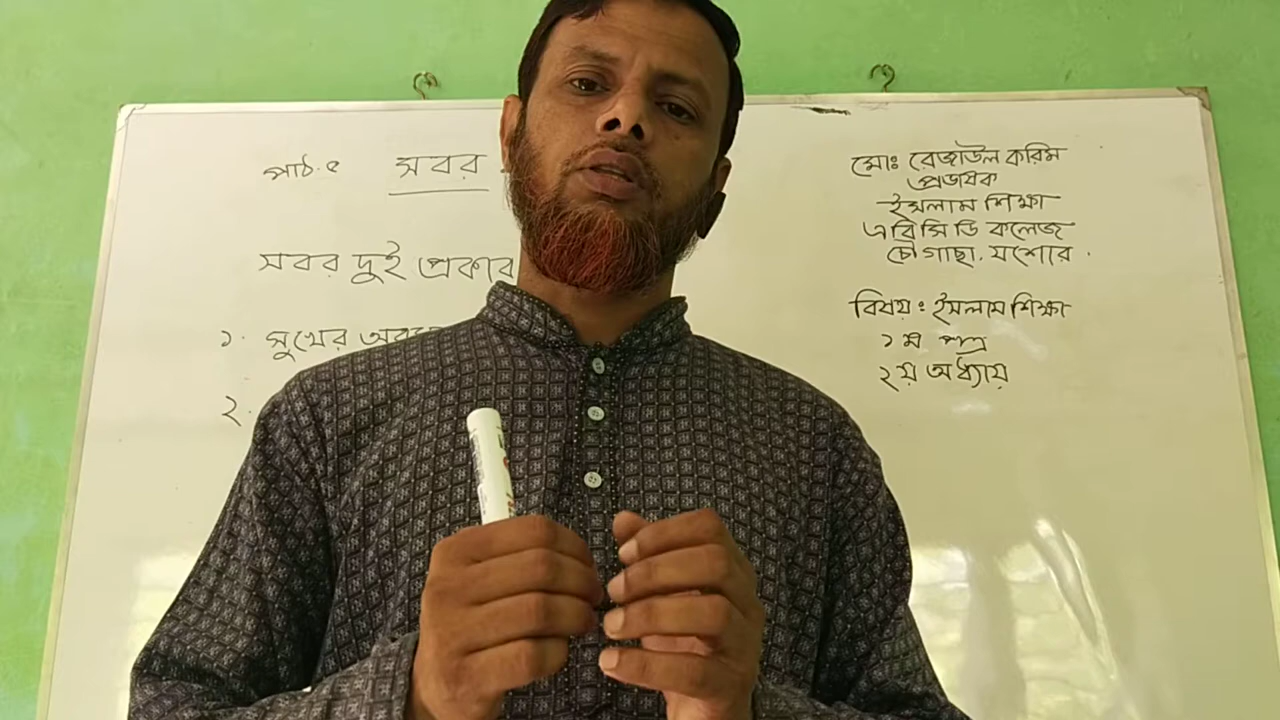 পাঠ.৫ সবর
সবর দুই প্রকার
১. সুখের
২.
মোঃ রেজাউল করিম
প্রভাষক
ইসলাম শিক্ষা
এ বি সি ডি কলেজ
চৌগাছা, যশোর.
বিষয়ঃ ইসলাম শিক্ষা
১ম পত্র
২য় অধ্যায়